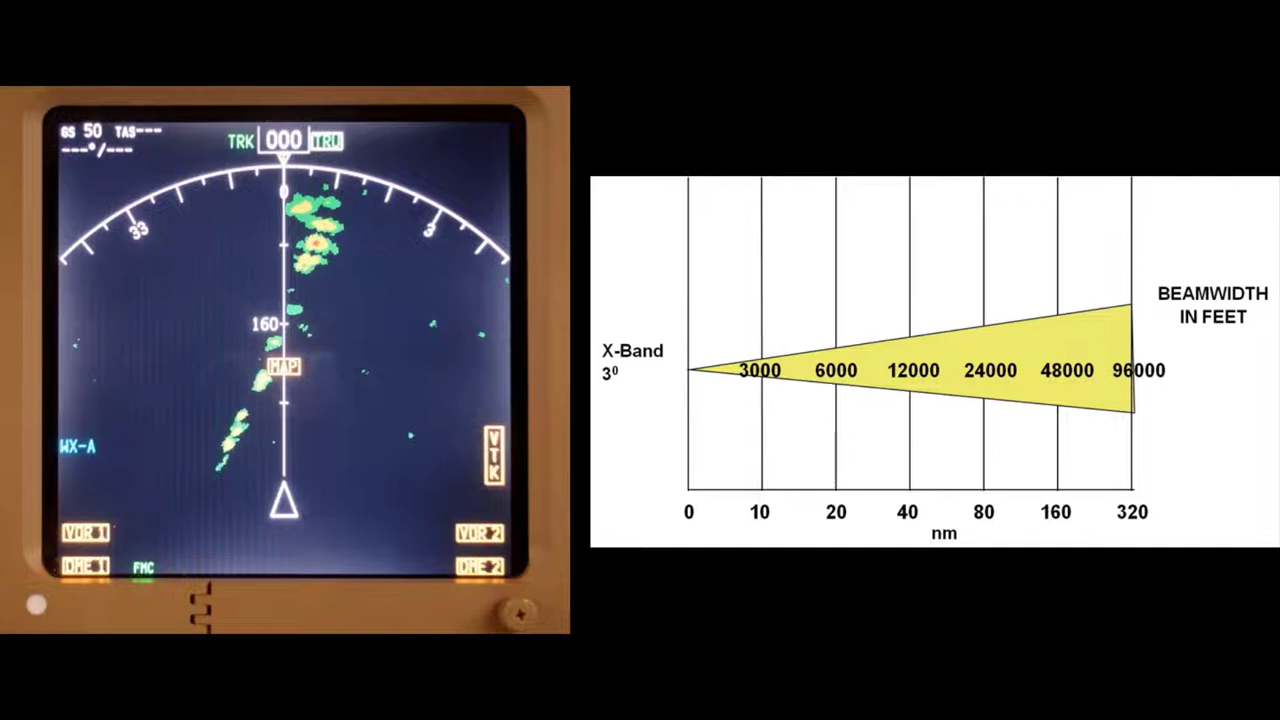 GS 50 TAS---
---°/---
TRK 000 TRU
0
33
3
160
MAP
WX-A
VTK
VOR 1
VOR 2
DME 1
FMC
DME 2
BEAMWIDTH
IN FEET
X-Band
3⁰
3000 6000 12000 24000 48000 96000
0 10 20 40 80 160 320
nm